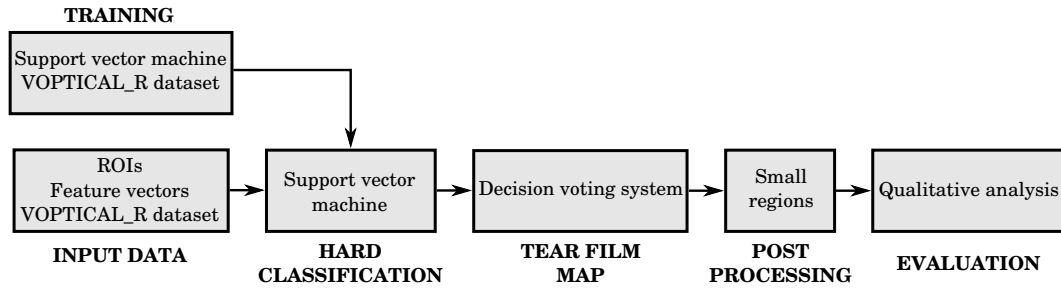 TRAINING
Support vector machine
VOPTICAL_R dataset
ROIs
Feature vectors
VOPTICAL_R dataset
INPUT DATA
Support vector
machine
HARD
CLASSIFICATION
Decision voting system
TEAR FILM
MAP
Small
regions
POST
PROCESSING
Qualitative analysis
EVALUATION